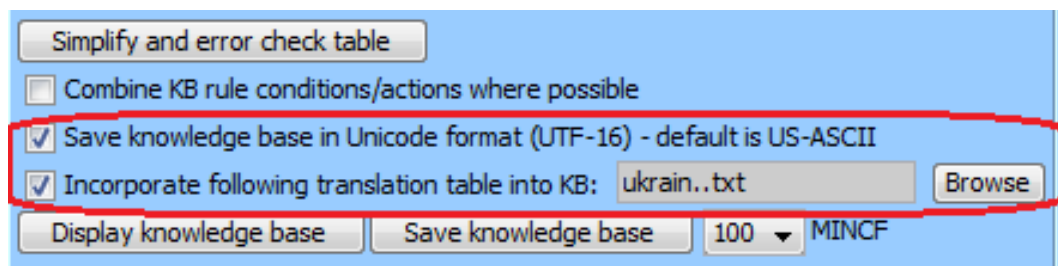 Simplify and error check table
Combine KB rule conditions/actions where possible
Save knowledge base in Unicode format (UTF-16) - default is US-ASCII
Incorporate following translation table into KB: ukrain..txt Browse
Display knowledge base Save knowledge base 100 MINCF